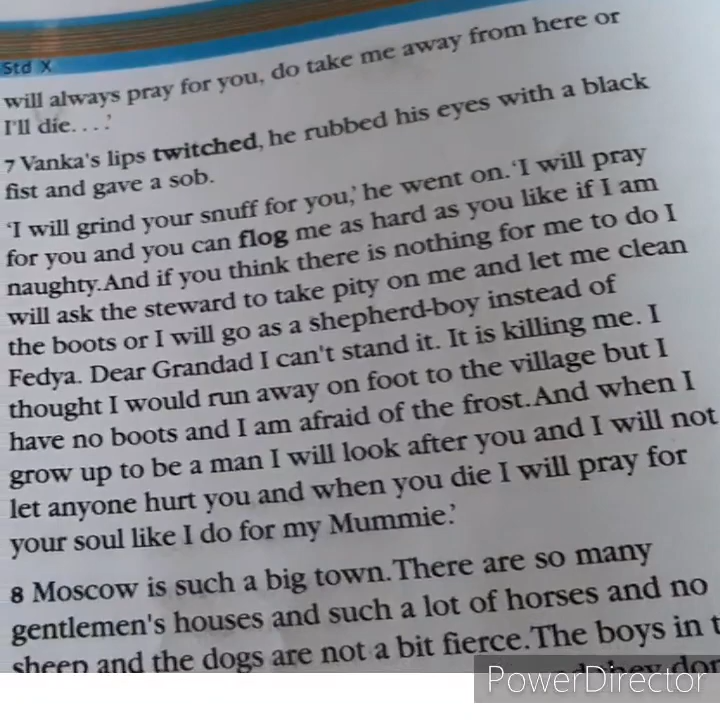 Std X
will always pray for you, do take me away from here or
I'll die....'
7 Vanka's lips twitched, he rubbed his eyes with a black
fist and gave a sob.
'I will grind your snuff for you,' he went on. 'I will pray
for you and you can flog me as hard as you like if I am
naughty. And if you think there is nothing for me to do I
will ask the steward to take pity on me and let me clean
the boots or I will go as a shepherd-boy instead of
Fedya. Dear Grandad I can't stand it. It is killing me. I
thought I would run away on foot to the village but I
have no boots and I am afraid of the frost. And when I
grow up to be a man I will look after you and I will not
let anyone hurt you and when you die I will pray for
your soul like I do for my Mummie.'
8 Moscow is such a big town. There are so many
gentlemen's houses and such a lot of horses and no
sheep and the dogs are not a bit fierce. The boys in t
and they don
PowerDirector